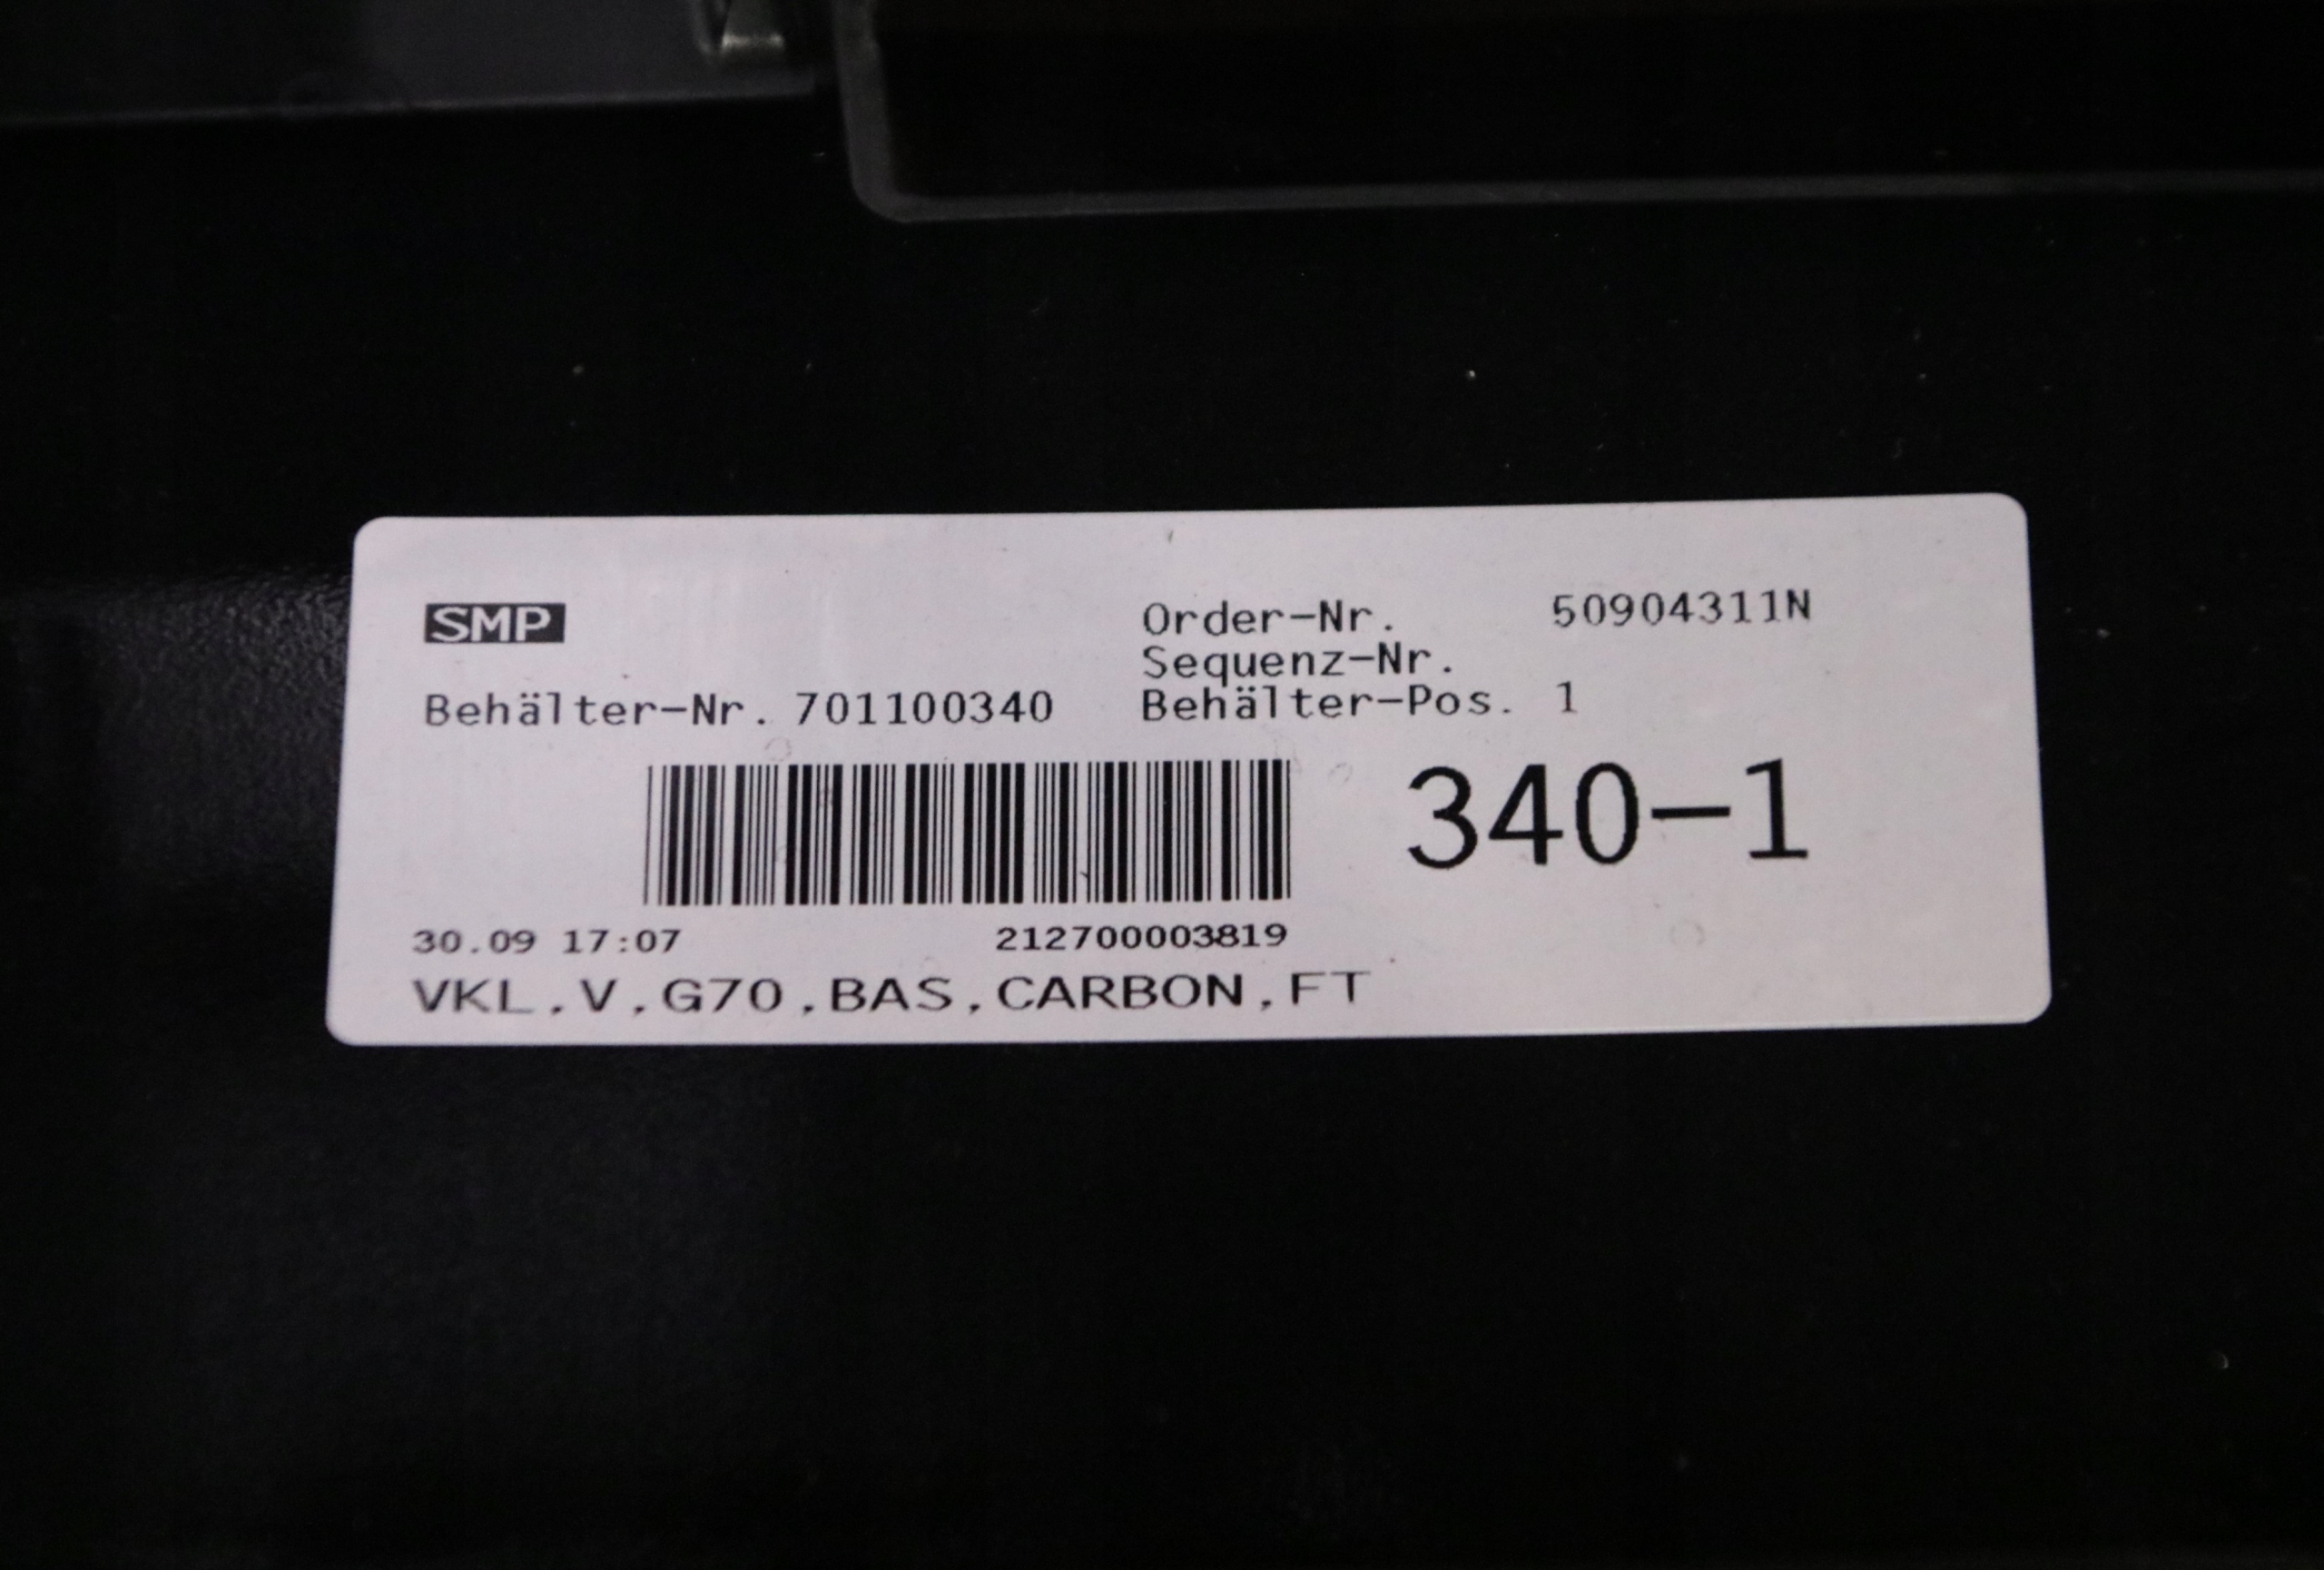 SMP
Order-Nr. 50904311N
Sequenz-Nr.
Behälter-Nr. 701100340 Behälter-Pos. 1
340-1
30.09 17:07 212700003819
VKL,V,G70,BAS,CARBON,FT